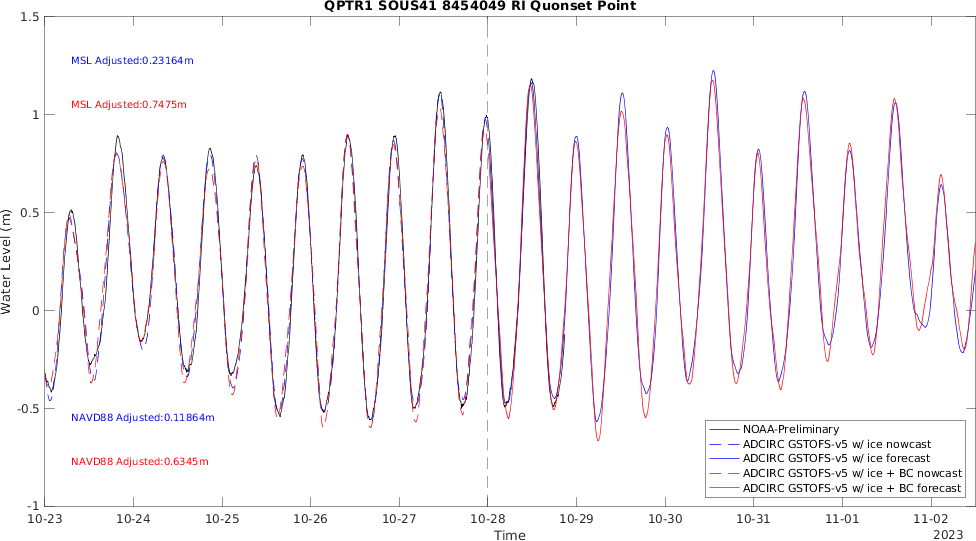 QPTR1 SOUS41 8454049 RI Quonset Point
1.5
MSL Adjusted:0.23164m
MSL Adjusted:0.7475m
1
0.5
Water Level (m)
0
-0.5
NAVD88 Adjusted:0.11864m
NAVD88 Adjusted:0.6345m
NOAA-Preliminary
ADCIRC GSTOFS-v5 w/ ice nowcast
ADCIRC GSTOFS-v5 w/ ice forecast
ADCIRC GSTOFS-v5 w/ ice + BC nowcast
ADCIRC GSTOFS-v5 w/ ice + BC forecast
-1
10-23 10-24 10-25 10-26 10-27 10-28 10-29 10-30 10-31 11-01 11-02
Time
2023